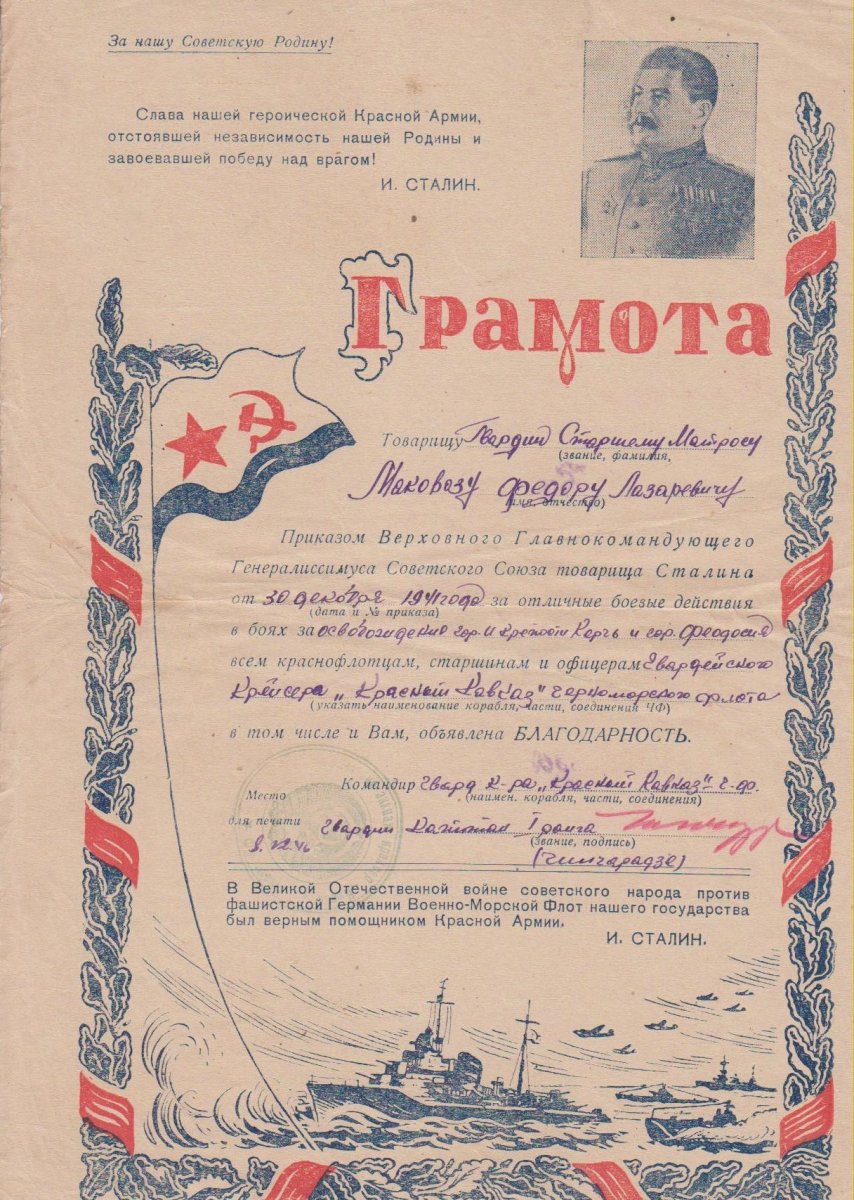 За нашу Советскую Родину!
Слава нашей героической Красной Армии,
отстоявшей независимость нашей Родины и
завоевавшей победу над врагом!
И. СТАЛИН.
Грамота
Товарищу Гвардии Старшему Матросу
(звание, фамилия,
Маковазу Федору Лазаревичу
имя, отчество)
Приказом Верховного Главнокомандующего
Генералиссимуса Советского Союза товарища Сталина
от 30 декабря 1941 года за отличные боевые действия
(дата и № приказа)
в боях за освобождение гор. и крепости Керчь и гор. Феодосия
всем краснофлотцам, старшинам и офицерам Гвардейского
Крейсера „Красный Кавказ" Черноморского флота
(указать наименование корабля, части, соединения ЧФ)
в том числе и Вам, объявлена БЛАГОДАРНОСТЬ.
Командир Гвард. К-ра „Красный Кавказ" Ч. Ф.
Место
(наимен. корабля, части, соединения)
для печати
Гвардии Капитан I ранга
(звание, подпись)
(Гинчарадзе)
В Великой Отечественной войне советского народа против
фашистской Германии Военно-Морской Флот нашего государства
был верным помощником Красной Армии.
И. СТАЛИН.